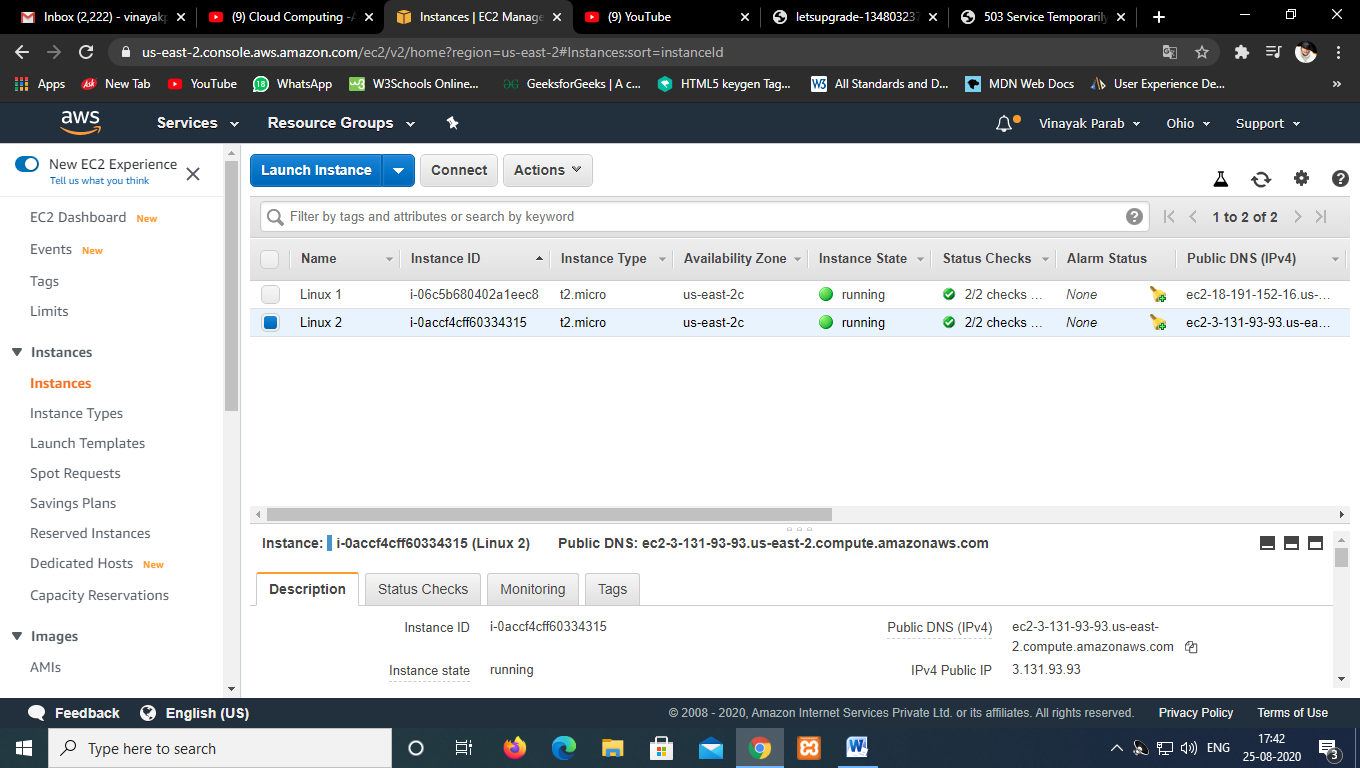 Inbox (2,222) - vinayakp
(9) Cloud Computing -
Instances | EC2 Manage
(9) YouTube
letsupgrade-13480323
503 Service Temporarily
us-east-2.console.aws.amazon.com/ec2/v2/home?region=us-east-2#Instances:sort=instanceId
Apps
New Tab
YouTube
WhatsApp
W3Schools Online...
GeeksforGeeks | A c...
HTML5 keygen Tag...
All Standards and D...
MDN Web Docs
User Experience De...
aws
Services
Resource Groups
Vinayak Parab
Ohio
Support
New EC2 Experience
Tell us what you think
EC2 Dashboard New
Events New
Tags
Limits
Instances
Instances
Instance Types
Launch Templates
Spot Requests
Savings Plans
Reserved Instances
Dedicated Hosts New
Capacity Reservations
Images
AMIs
Launch Instance
Connect
Actions
Filter by tags and attributes or search by keyword
1 to 2 of 2
Name Instance ID Instance Type Availability Zone Instance State Status Checks Alarm Status Public DNS (IPv4)
Linux 1 i-06c5b680402a1eec8 t2.micro us-east-2c running 2/2 checks ... None ec2-18-191-152-16.us-...
Linux 2 i-0accf4cff60334315 t2.micro us-east-2c running 2/2 checks ... None ec2-3-131-93-93.us-ea...
Instance: i-0accf4cff60334315 (Linux 2) Public DNS: ec2-3-131-93-93.us-east-2.compute.amazonaws.com
Description
Status Checks
Monitoring
Tags
Instance ID i-0accf4cff60334315
Public DNS (IPv4) ec2-3-131-93-93.us-east-
2.compute.amazonaws.com
Instance state running
IPv4 Public IP 3.131.93.93
Feedback
English (US)
© 2008 - 2020, Amazon Internet Services Private Ltd. or its affiliates. All rights reserved.
Privacy Policy
Terms of Use
Type here to search
ENG
17:42
25-08-2020
3